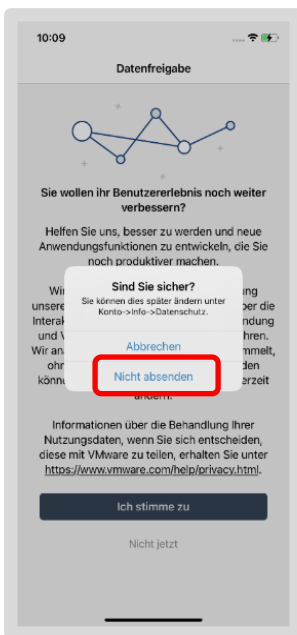 10:09
Datenfreigabe
Sie wollen ihr Benutzererlebnis noch weiter
verbessern?
Helfen Sie uns, besser zu werden und neue
Anwendungsfunktionen zu entwickeln, die Sie
noch produktiver machen.
Sind Sie sicher?
Sie können dies später ändern unter
Konto->Info->Datenschutz.
Abbrechen
Nicht absenden
Informationen über die Behandlung Ihrer
Nutzungsdaten, wenn Sie sich entscheiden,
diese mit VMware zu teilen, erhalten Sie unter
https://www.vmware.com/help/privacy.html.
Ich stimme zu
Nicht jetzt